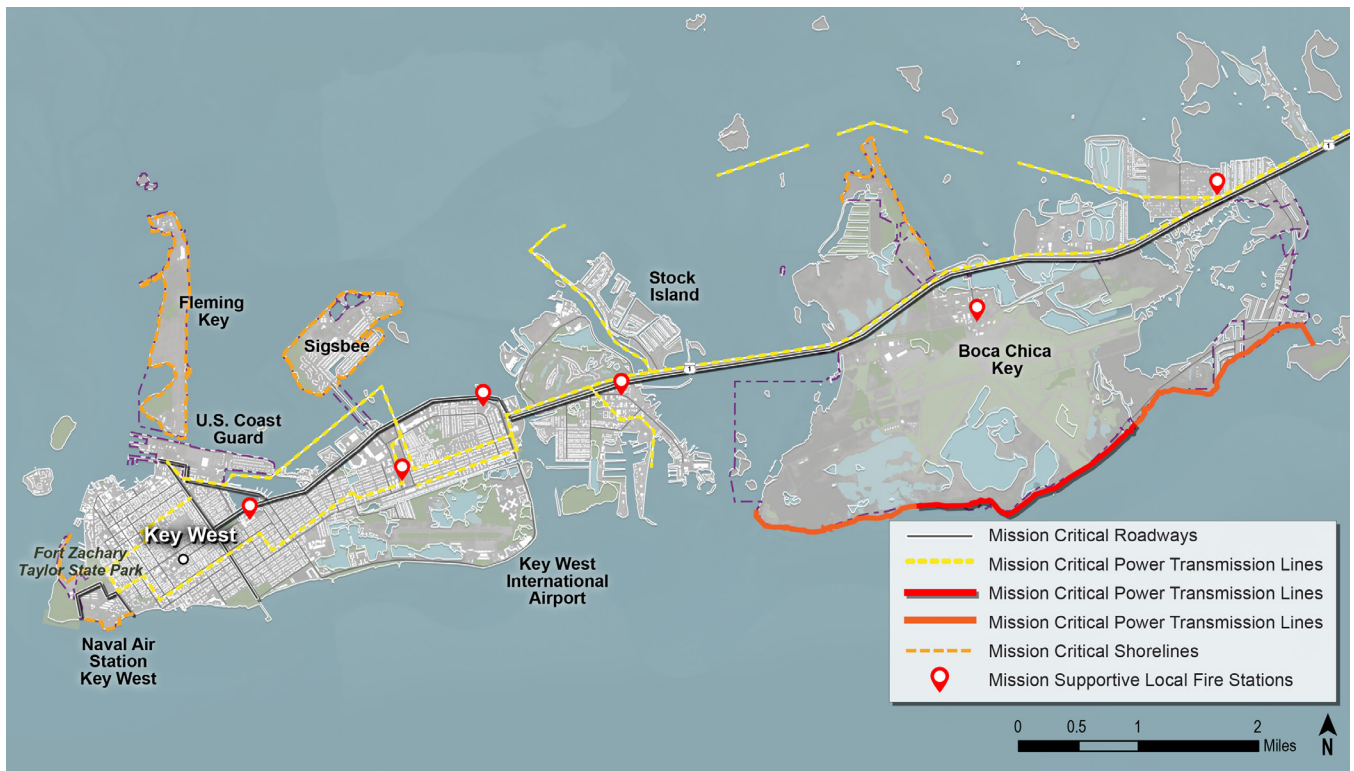 1
Stock
Island
Fleming
Key
Sigsbee
Boca Chica
Key
1
U.S. Coast
Guard
Key West
Fort Zachary
Taylor State Park
Key West
International
Airport
Naval Air
Station
Key West
Mission Critical Roadways
Mission Critical Power Transmission Lines
Mission Critical Power Transmission Lines
Mission Critical Power Transmission Lines
Mission Critical Shorelines
Mission Supportive Local Fire Stations
0 0.5 1 2
Miles
N